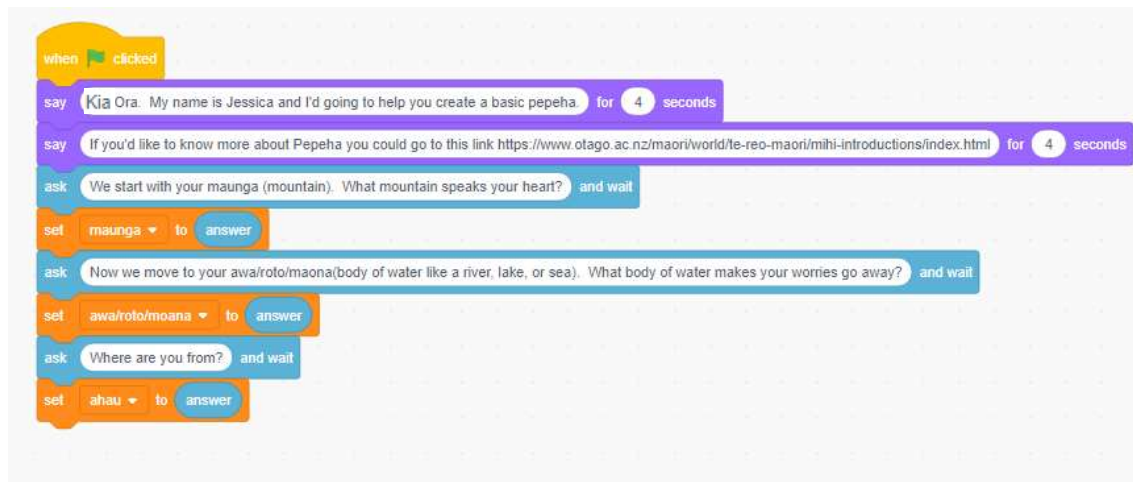 when clicked
say Kia Ora. My name is Jessica and I'd going to help you create a basic pepeha. for 4 seconds
say If you'd like to know more about Pepeha you could go to this link https://www.otago.ac.nz/maori/world/te-reo-maori/mihi-introductions/index.html for 4 seconds
ask We start with your maunga (mountain). What mountain speaks your heart? and wait
set maunga to answer
ask Now we move to your awa/roto/maona(body of water like a river, lake, or sea). What body of water makes your worries go away? and wait
set awa/roto/moana to answer
ask Where are you from? and wait
set ahau to answer